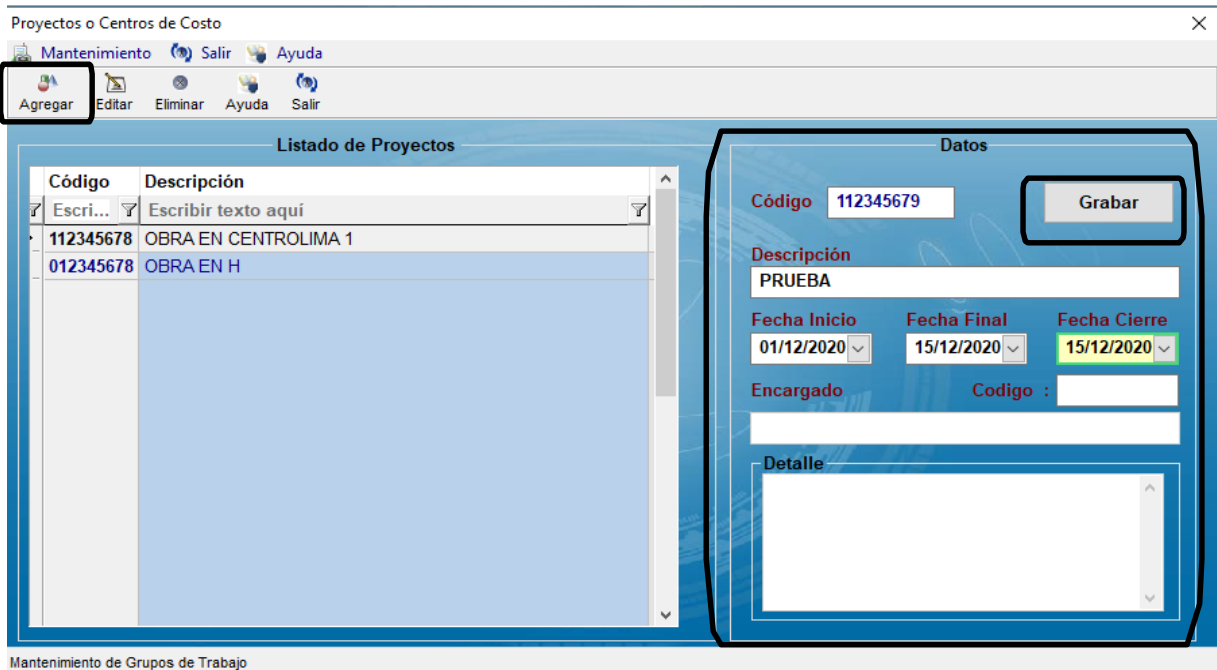 Proyectos o Centros de Costo
Mantenimiento Salir Ayuda
Agregar Editar Eliminar Ayuda Salir
Listado de Proyectos
Código Descripción
Escri... Escribir texto aquí
112345678 OBRA EN CENTROLIMA 1
012345678 OBRA EN H
Datos
Código 112345679 Grabar
Descripción
PRUEBA
Fecha Inicio Fecha Final Fecha Cierre
01/12/2020 15/12/2020 15/12/2020
Encargado Codigo :
Detalle
Mantenimiento de Grupos de Trabajo